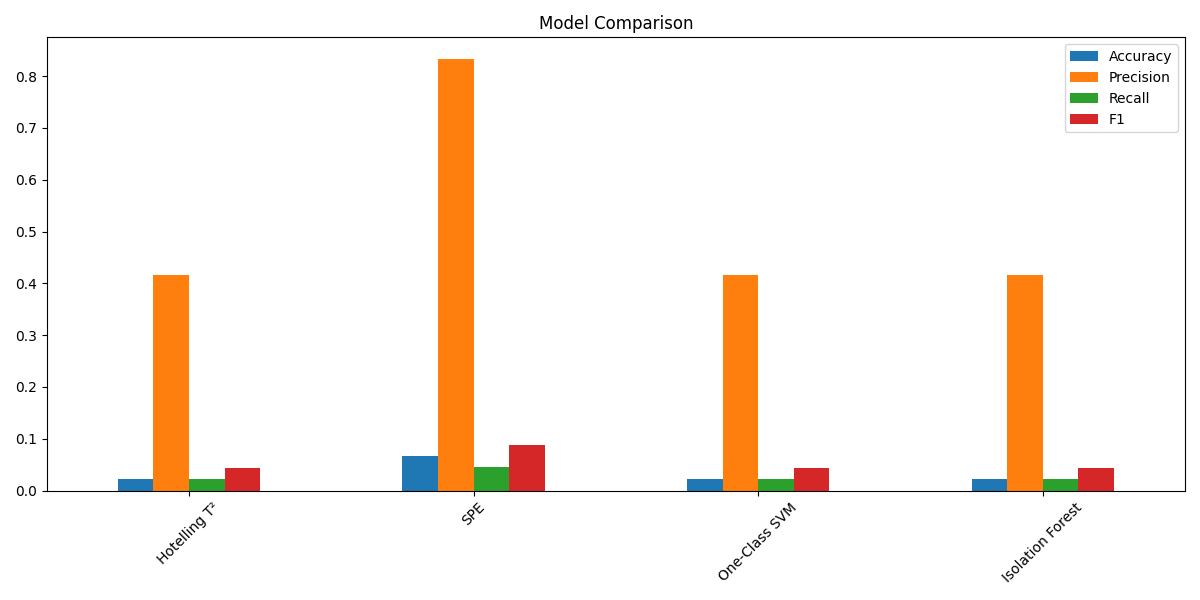 Model Comparison
Accuracy
Precision
Recall
F1
0.8
0.7
0.6
0.5
0.4
0.3
0.2
0.1
0.0
Hotelling T²
SPE
One-Class SVM
Isolation Forest